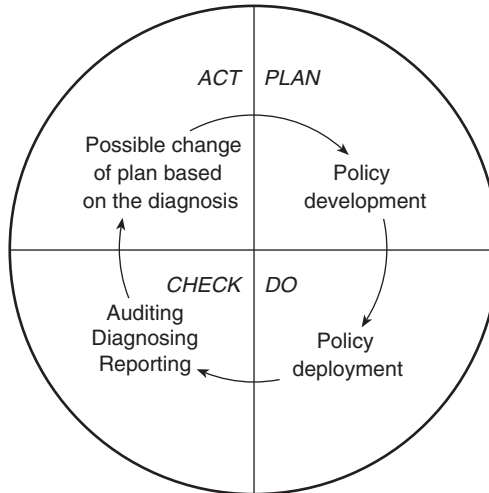 ACT
PLAN
Possible change
of plan based
on the diagnosis
Policy
development
CHECK
DO
Auditing
Diagnosing
Reporting
Policy
deployment